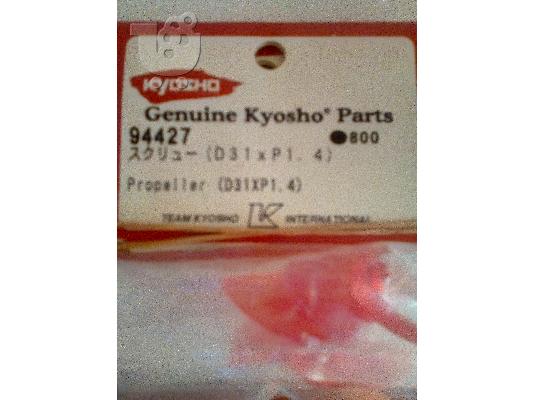 KYOSHO
Genuine Kyosho® Parts
94427 ●800
スクリュー(D31xP1.4)
Propeller (D31XP1.4)
TEAM KYOSHO K INTERNATIONAL